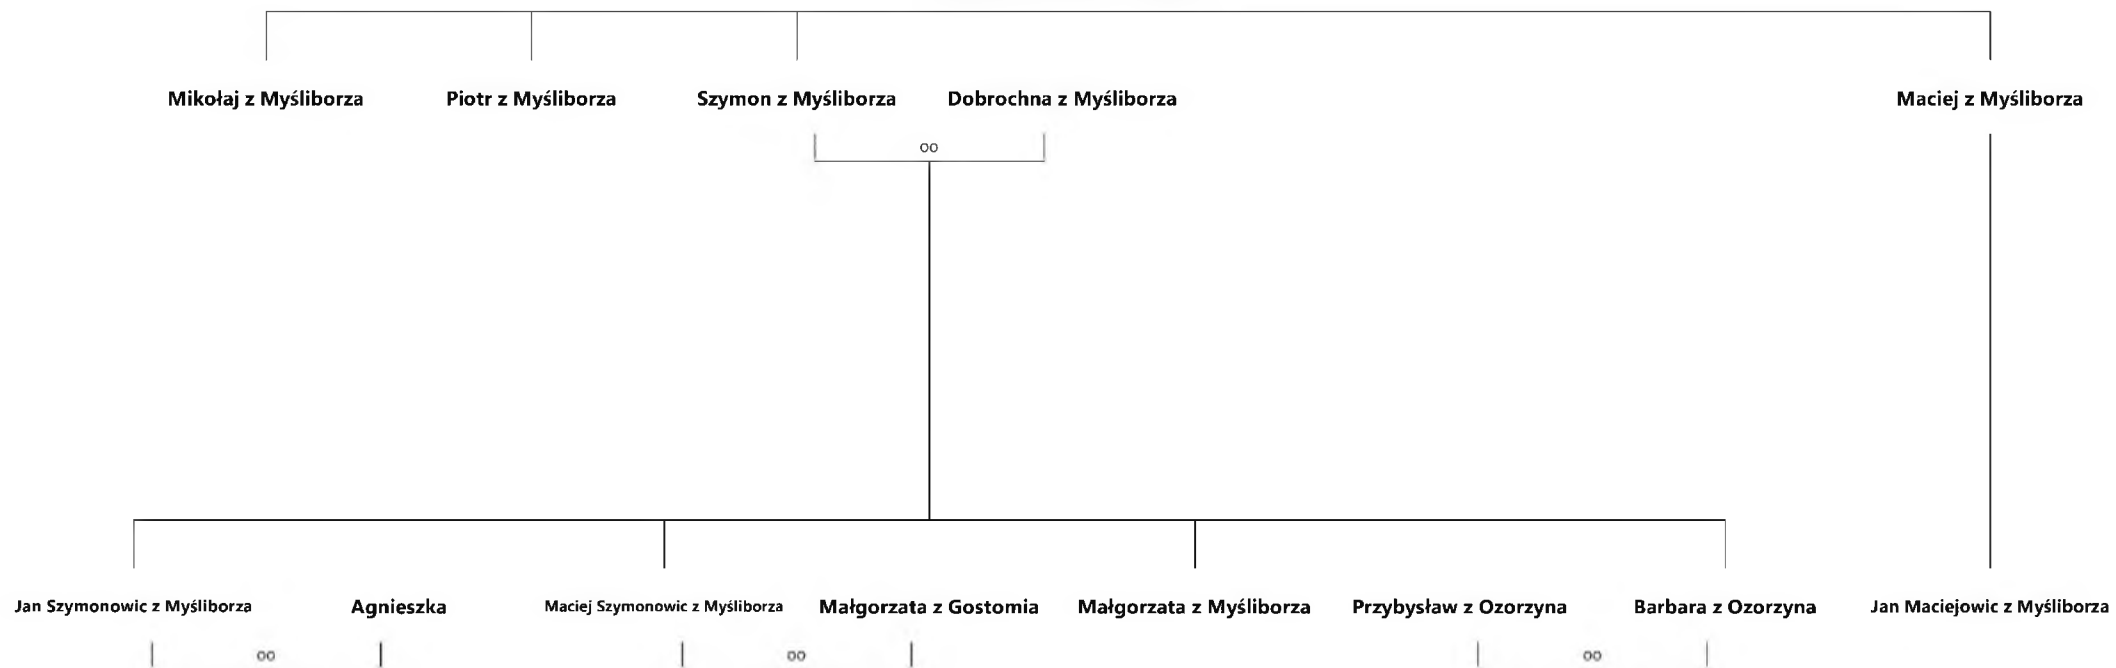 Mikołaj z Myśliborza Piotr z Myśliborza Szymon z Myśliborza Dobrochna z Myśliborza Maciej z Myśliborza
oo
Jan Szymonowic z Myśliborza Agnieszka Maciej Szymonowic z Myśliborza Małgorzata z Gostomia Małgorzata z Myśliborza Przybysław z Ozorzyna Barbara z Ozorzyna Jan Maciejowic z Myśliborza
oo oo oo